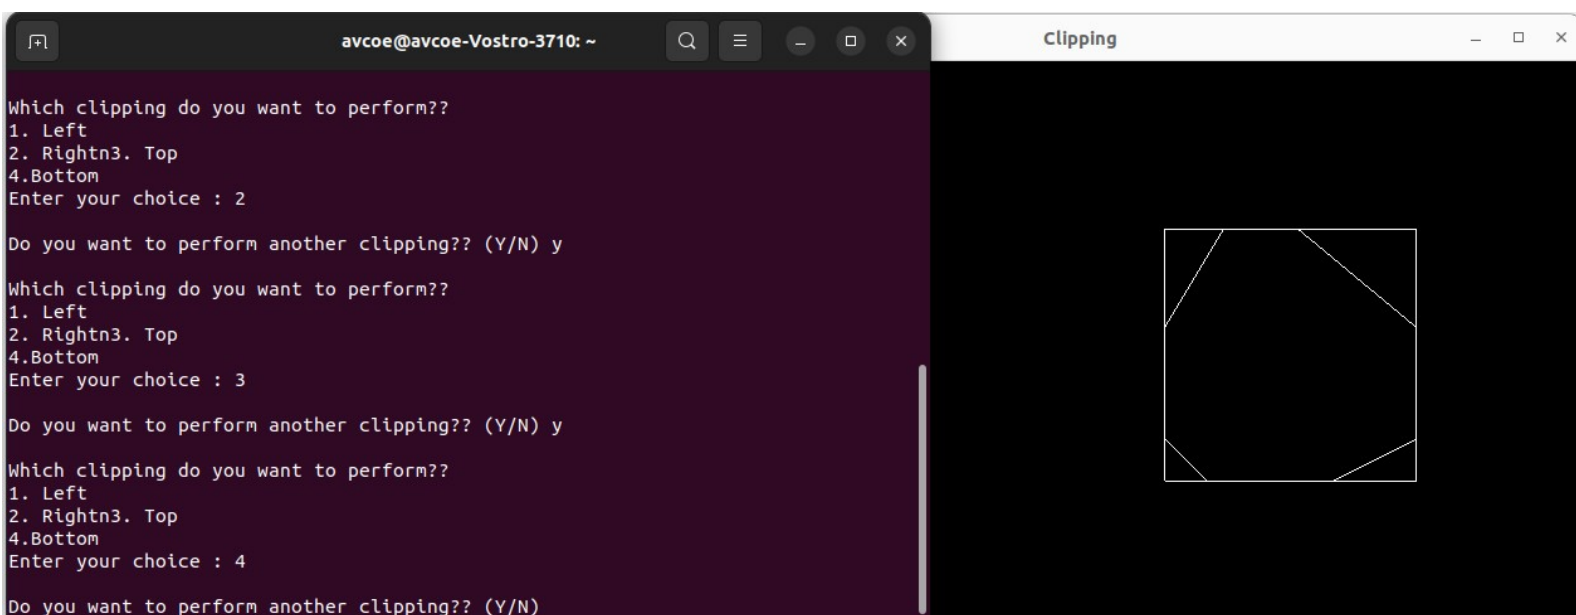 avcoe@avcoe-Vostro-3710: ~
Clipping
Which clipping do you want to perform??
1. Left
2. Rightn3. Top
4.Bottom
Enter your choice : 2
Do you want to perform another clipping?? (Y/N) y
Which clipping do you want to perform??
1. Left
2. Rightn3. Top
4.Bottom
Enter your choice : 3
Do you want to perform another clipping?? (Y/N) y
Which clipping do you want to perform??
1. Left
2. Rightn3. Top
4.Bottom
Enter your choice : 4
Do you want to perform another clipping?? (Y/N)